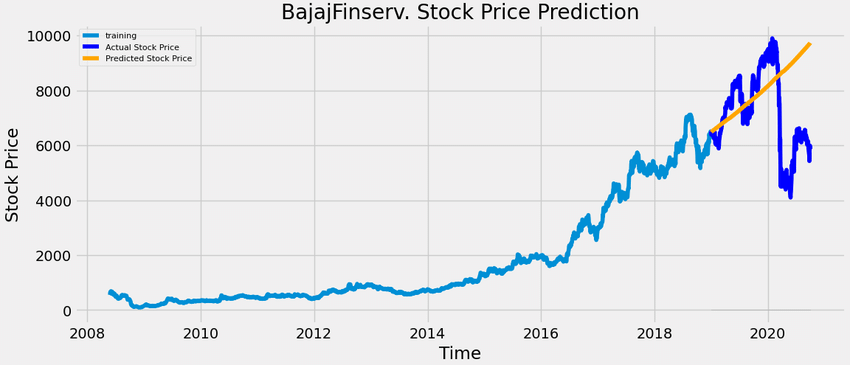 BajajFinserv. Stock Price Prediction
training
Actual Stock Price
Predicted Stock Price
10000
8000
6000
4000
2000
0
Stock Price
2008 2010 2012 2014 2016 2018 2020
Time